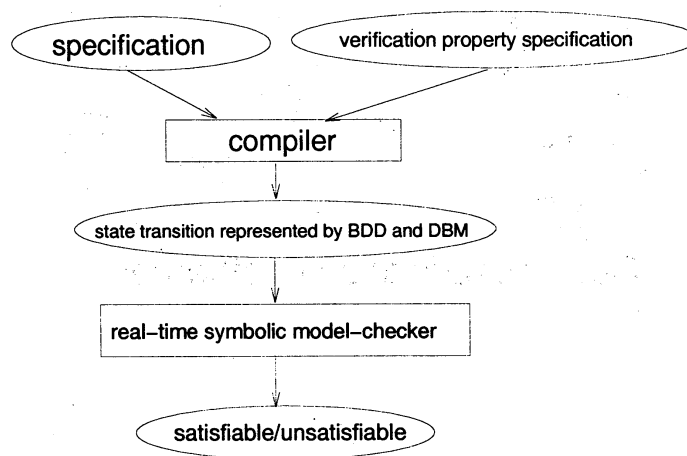 specification
verification property specification
compiler
state transition represented by BDD and DBM
real-time symbolic model-checker
satisfiable/unsatisfiable